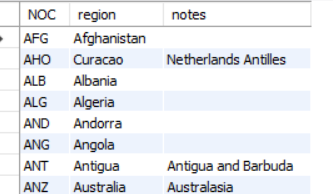 NOC region notes
AFG Afghanistan
AHO Curacao Netherlands Antilles
ALB Albania
ALG Algeria
AND Andorra
ANG Angola
ANT Antigua Antigua and Barbuda
ANZ Australia Australasia